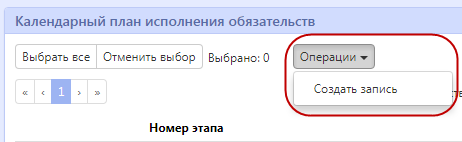 Календарный план исполнения обязательств
Выбрать все Отменить выбор Выбрано: 0 Операции
« ‹ 1 › » Создать запись
Номер этапа